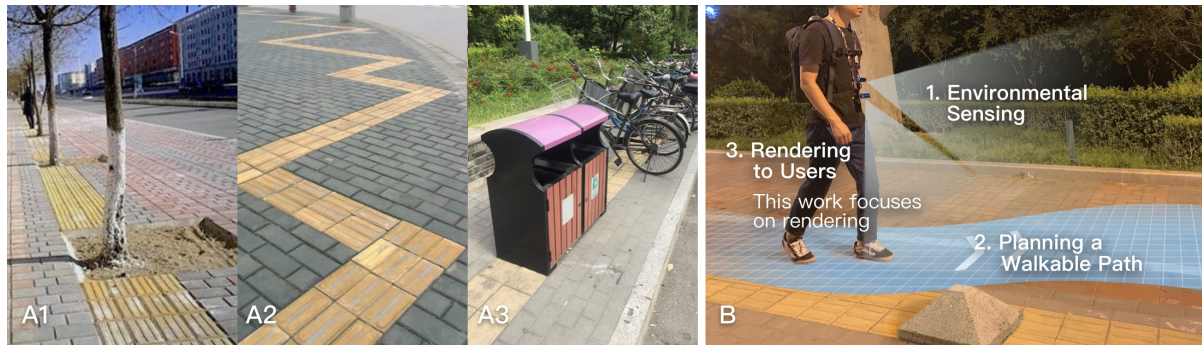 A1
A2
A3
B
1. Environmental
Sensing
3. Rendering
to Users
This work focuses
on rendering
2. Planning a
Walkable Path